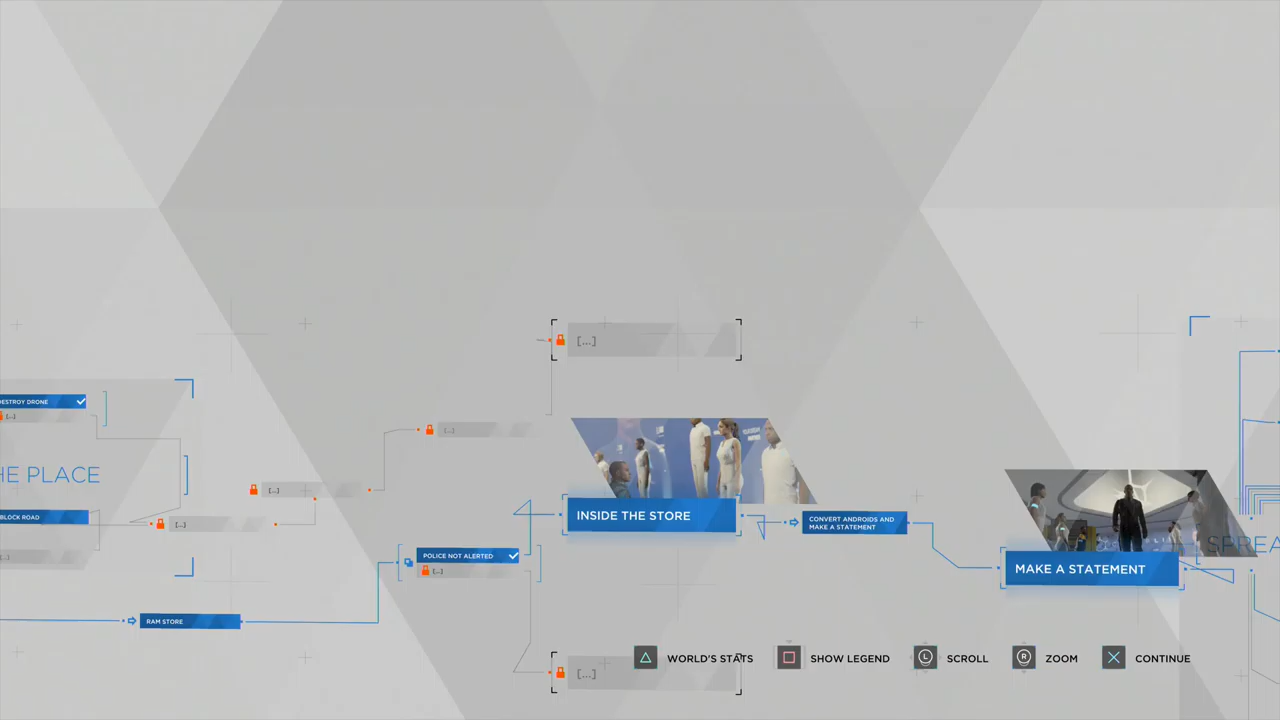 [...]
DESTROY DRONE
[...]
[...]
HE PLACE
[...]
INSIDE THE STORE
BLOCK ROAD
[...]
CONVERT ANDROIDS AND
MAKE A STATEMENT
SPREA
[...]
POLICE NOT ALERTED
[...]
MAKE A STATEMENT
RAM STORE
[...]
WORLD'S STATS
SHOW LEGEND
L
SCROLL
R
ZOOM
CONTINUE